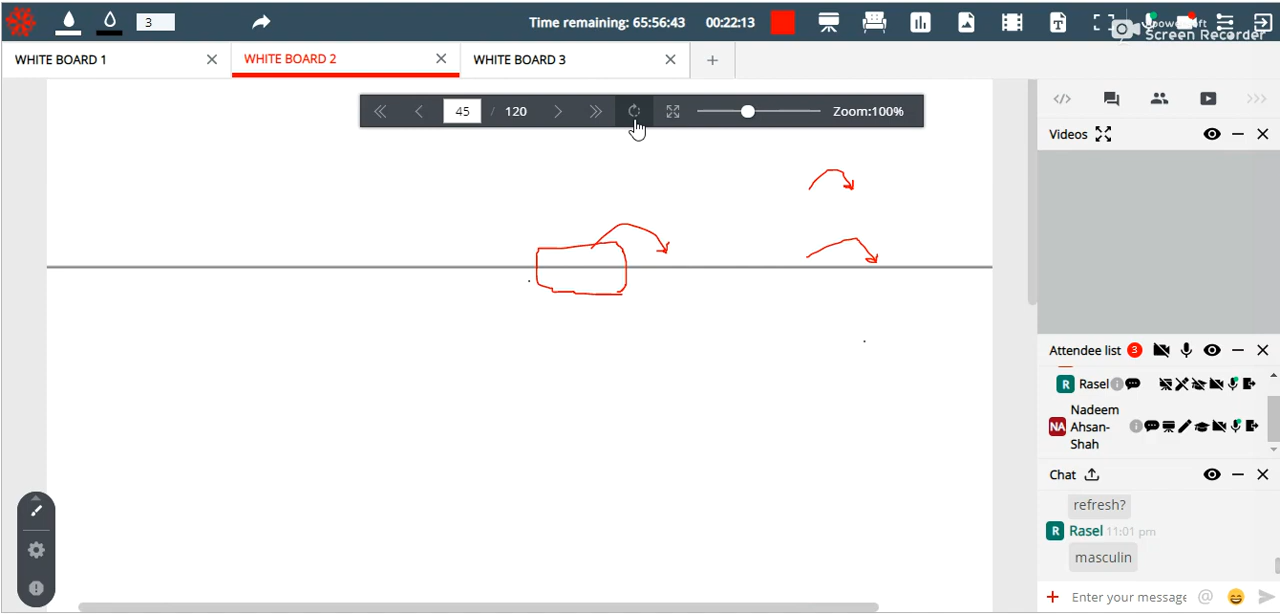 3
Time remaining: 65:56:43 00:22:13
Screen Recorder
WHITE BOARD 1
WHITE BOARD 2
WHITE BOARD 3
45 / 120 Zoom:100%
Videos
Attendee list 3
R Rasel
NA Nadeem
Ahsan-
Shah
Chat
refresh?
R Rasel 11:01 pm
masculin
Enter your message